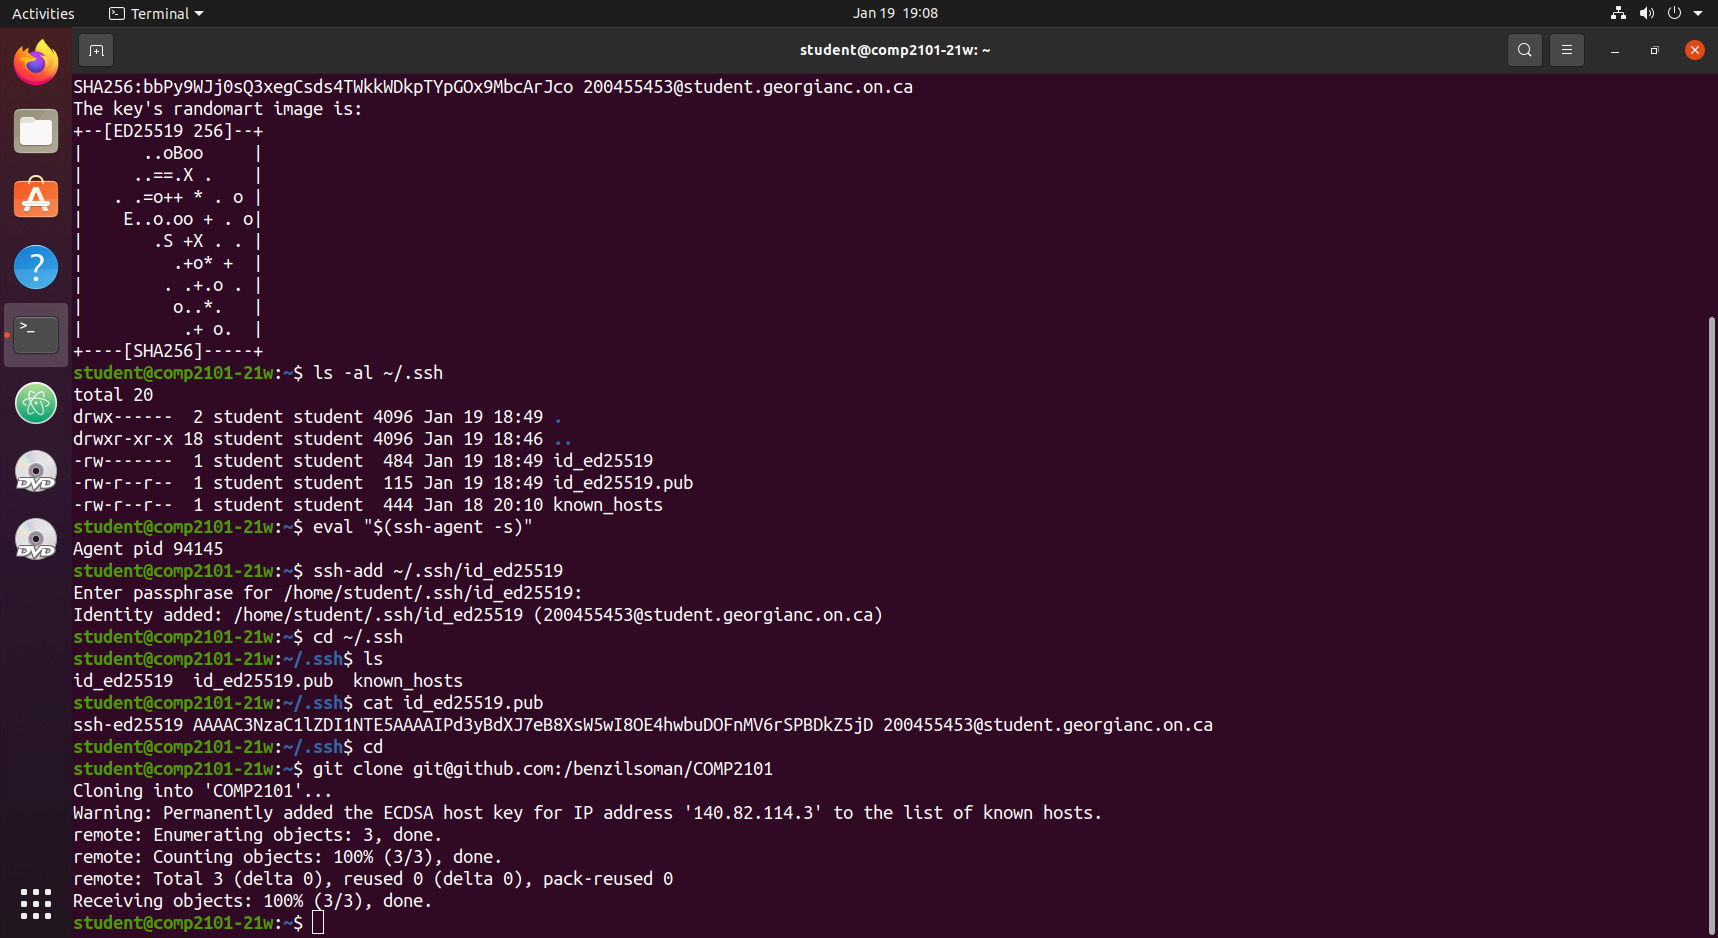 Activities
Terminal
Jan 19 19:08
student@comp2101-21w: ~
SHA256:bbPy9WJj0sQ3xegCsds4TWkkWDkpTYpGOx9MbcArJco 200455453@student.georgianc.on.ca
The key's randomart image is:
+--[ED25519 256]--+
|      ..oBoo     |
|     ..==.X .    |
|   . .=o++ * . o |
|    E..o.oo + . o|
|       .S +X . . |
|         .+o* +  |
|        . .+.o . |
|         o..*.   |
|          .+ o.  |
+----[SHA256]-----+
student@comp2101-21w:~$ ls -al ~/.ssh
total 20
drwx------  2 student student 4096 Jan 19 18:49 .
drwxr-xr-x 18 student student 4096 Jan 19 18:46 ..
-rw-------  1 student student  484 Jan 19 18:49 id_ed25519
-rw-r--r--  1 student student  115 Jan 19 18:49 id_ed25519.pub
-rw-r--r--  1 student student  444 Jan 18 20:10 known_hosts
student@comp2101-21w:~$ eval "$(ssh-agent -s)"
Agent pid 94145
student@comp2101-21w:~$ ssh-add ~/.ssh/id_ed25519
Enter passphrase for /home/student/.ssh/id_ed25519:
Identity added: /home/student/.ssh/id_ed25519 (200455453@student.georgianc.on.ca)
student@comp2101-21w:~$ cd ~/.ssh
student@comp2101-21w:~/.ssh$ ls
id_ed25519  id_ed25519.pub  known_hosts
student@comp2101-21w:~/.ssh$ cat id_ed25519.pub
ssh-ed25519 AAAAC3NzaC1lZDI1NTE5AAAAIPd3yBdXJ7eB8XsW5wI8OE4hwbuDOFnMV6rSPBDkZ5jD 200455453@student.georgianc.on.ca
student@comp2101-21w:~/.ssh$ cd
student@comp2101-21w:~$ git clone git@github.com:/benzilsoman/COMP2101
Cloning into 'COMP2101'...
Warning: Permanently added the ECDSA host key for IP address '140.82.114.3' to the list of known hosts.
remote: Enumerating objects: 3, done.
remote: Counting objects: 100% (3/3), done.
remote: Total 3 (delta 0), reused 0 (delta 0), pack-reused 0
Receiving objects: 100% (3/3), done.
student@comp2101-21w:~$
DVD
DVD